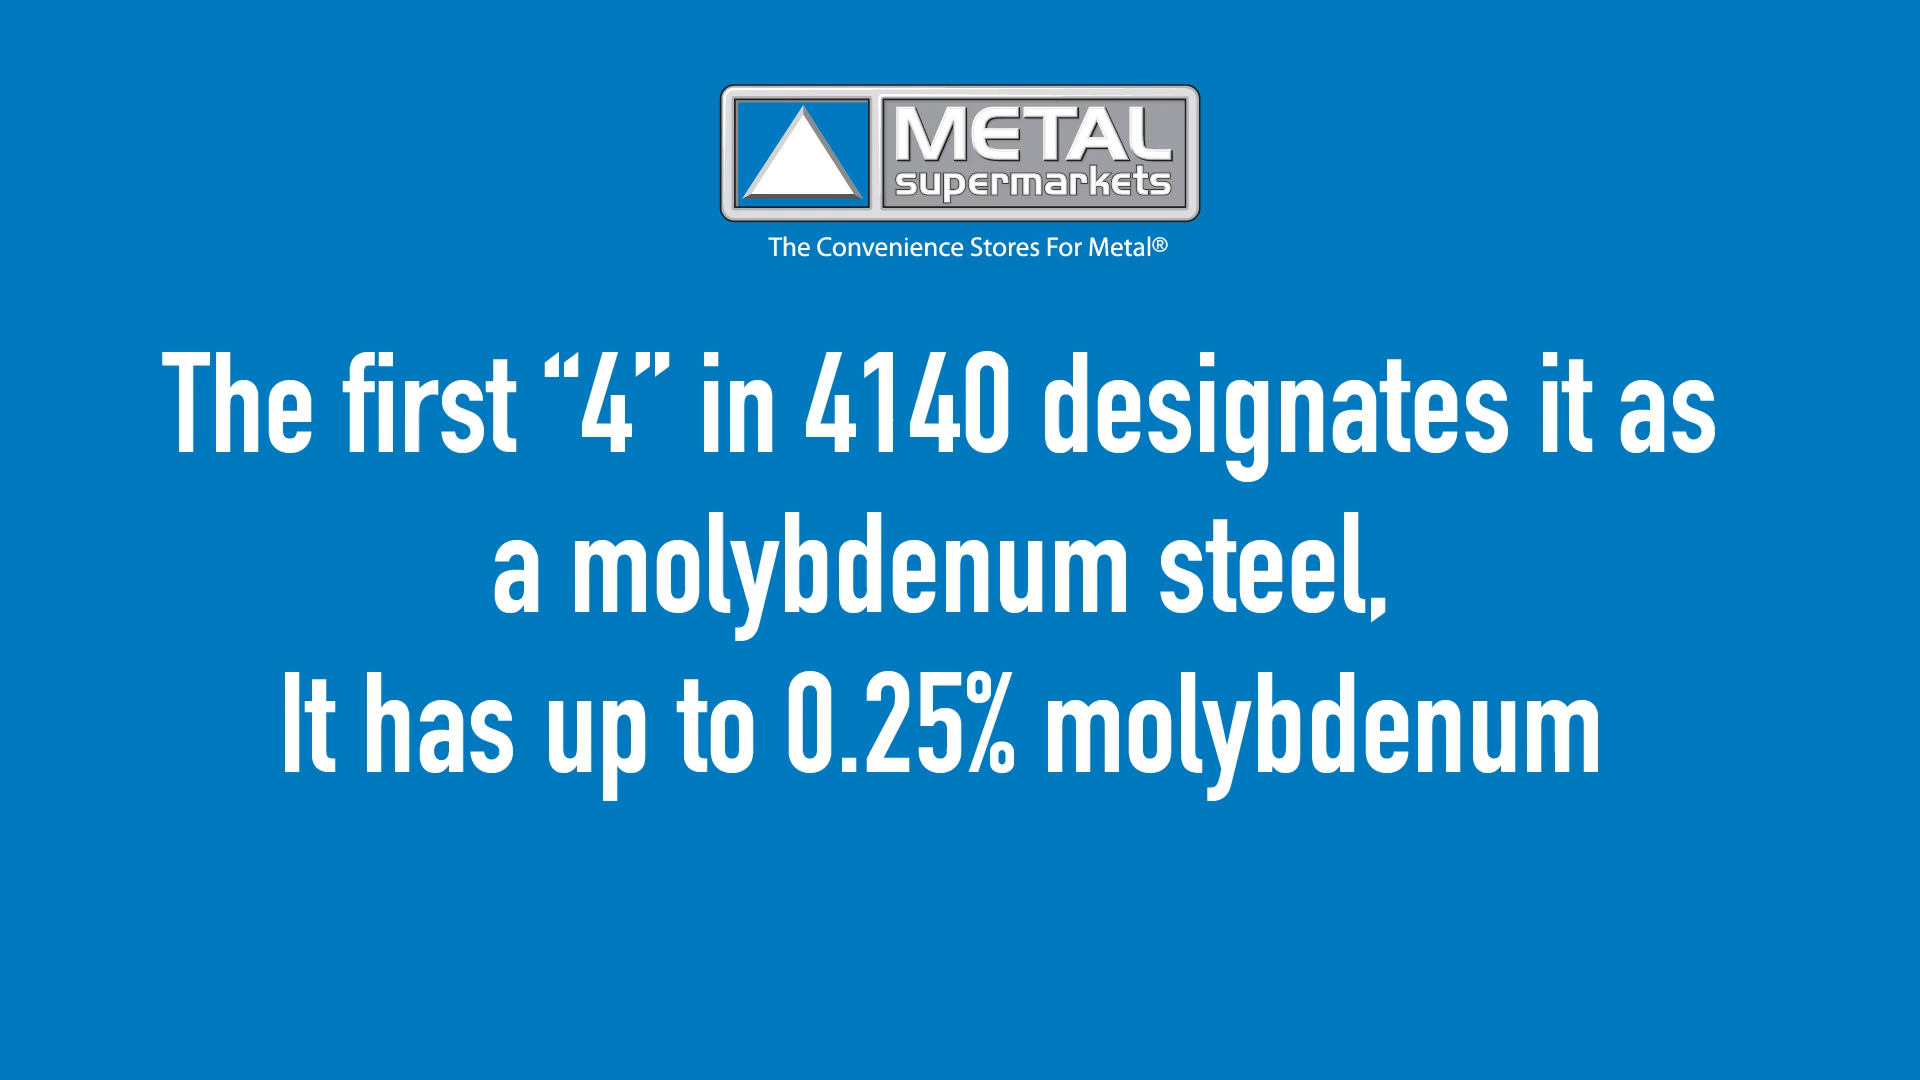 METAL
supermarkets
The Convenience Stores For Metal®
The first “4” in 4140 designates it as
a molybdenum steel,
It has up to 0.25% molybdenum